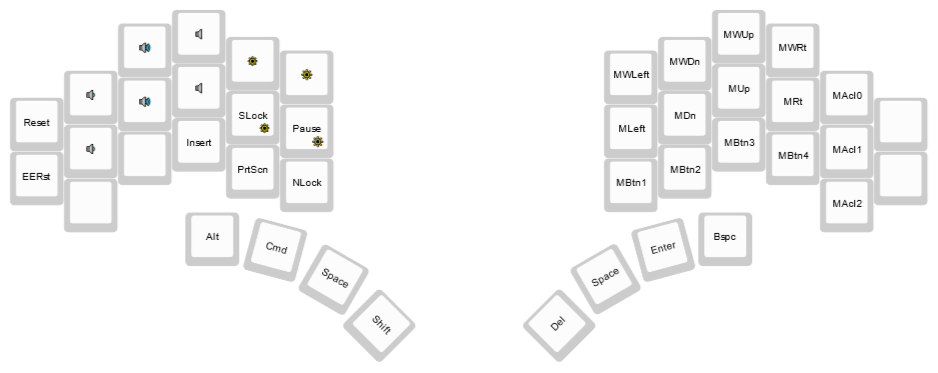 Reset
EERst
SLock
Pause
Insert
PrtScn
NLock
Alt
Cmd
Space
Shift
MWLeft
MWDn
MWUp
MWRt
MLeft
MDn
MUp
MRt
MAcl0
MBtn1
MBtn2
MBtn3
MBtn4
MAcl1
MAcl2
Del
Space
Enter
Bspc